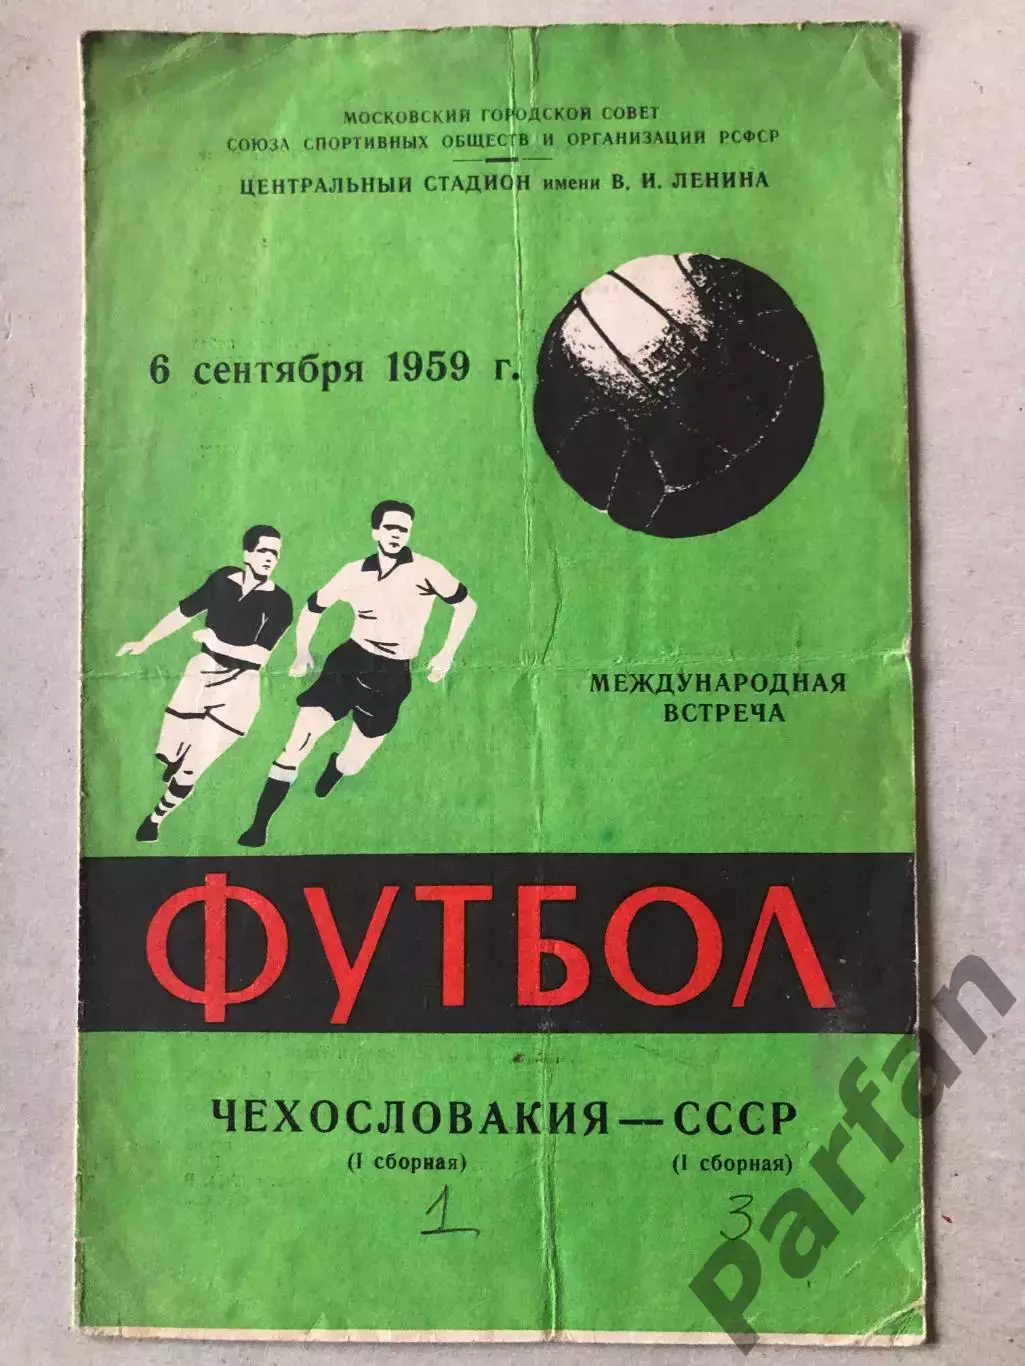 МОСКОВСКИЙ ГОРОДСКОЙ СОВЕТ
СОЮЗА СПОРТИВНЫХ ОБЩЕСТВ И ОРГАНИЗАЦИЙ РСФСР
ЦЕНТРАЛЬНЫЙ СТАДИОН имени В. И. ЛЕНИНА
6 сентября 1959 г.
МЕЖДУНАРОДНАЯ
ВСТРЕЧА
ФУТБОЛ
ЧЕХОСЛОВАКИЯ — СССР
(I сборная) (I сборная)
1 3
Parfan